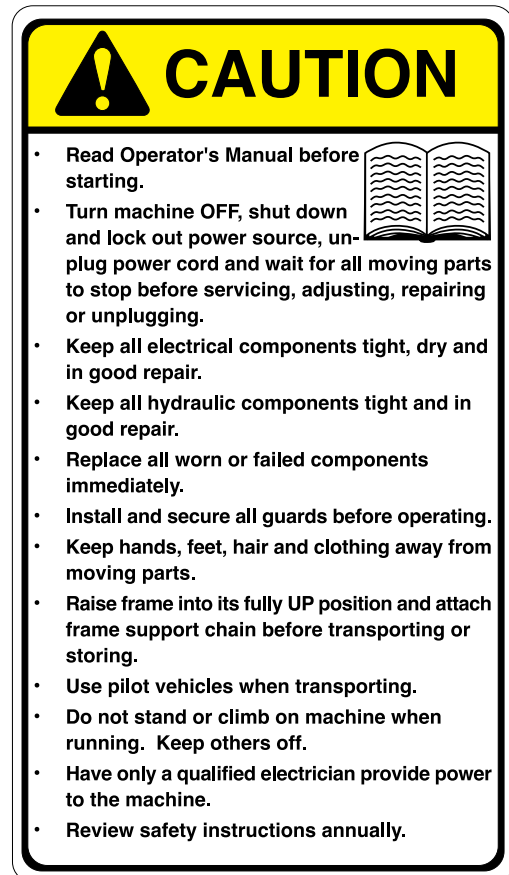 CAUTION
· Read Operator's Manual before
starting.
· Turn machine OFF, shut down
and lock out power source, un-
plug power cord and wait for all moving parts
to stop before servicing, adjusting, repairing
or unplugging.
· Keep all electrical components tight, dry and
in good repair.
· Keep all hydraulic components tight and in
good repair.
· Replace all worn or failed components
immediately.
· Install and secure all guards before operating.
· Keep hands, feet, hair and clothing away from
moving parts.
· Raise frame into its fully UP position and attach
frame support chain before transporting or
storing.
· Use pilot vehicles when transporting.
· Do not stand or climb on machine when
running.  Keep others off.
· Have only a qualified electrician provide power
to the machine.
· Review safety instructions annually.